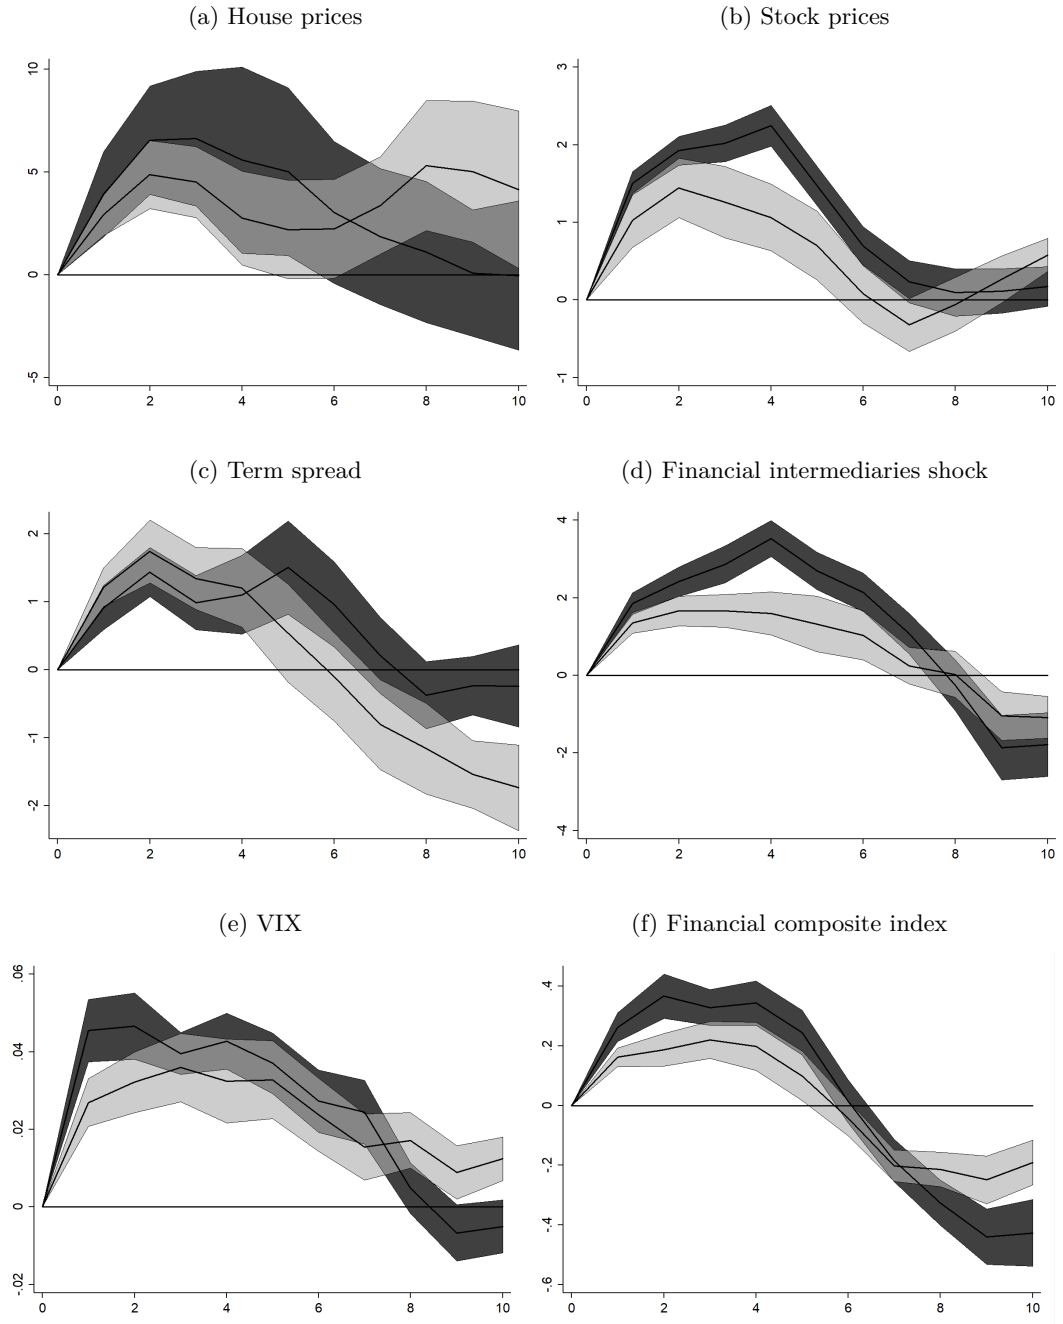 (a) House prices
(b) Stock prices
10
5
0
-5
0 2 4 6 8 10
3
2
1
0
-1
0 2 4 6 8 10
(c) Term spread
(d) Financial intermediaries shock
2
1
0
-1
-2
0 2 4 6 8 10
4
2
0
-2
-4
0 2 4 6 8 10
(e) VIX
(f) Financial composite index
.06
.04
.02
0
-.02
0 2 4 6 8 10
.4
.2
0
-.2
-.4
-.6
0 2 4 6 8 10